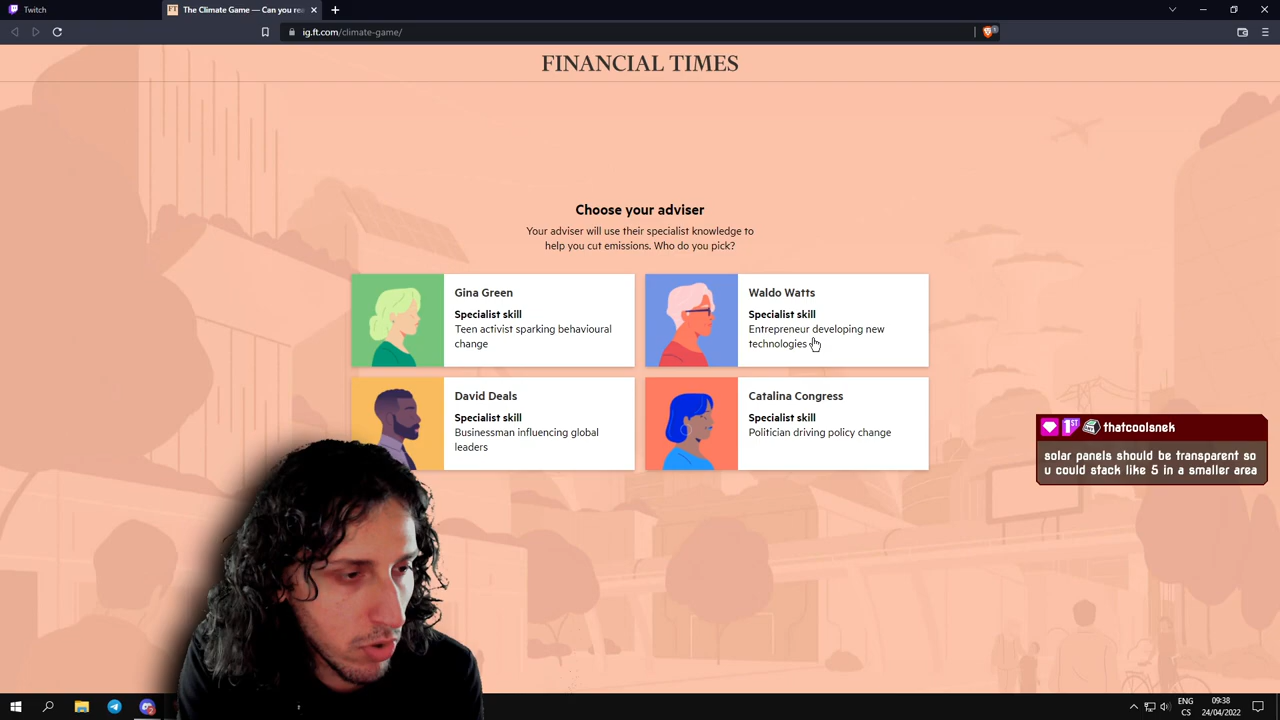 Twitch
The Climate Game — Can you rea
ig.ft.com/climate-game/
FINANCIAL TIMES
Choose your adviser
Your adviser will use their specialist knowledge to
help you cut emissions. Who do you pick?
Gina Green
Specialist skill
Teen activist sparking behavioural
change
Waldo Watts
Specialist skill
Entrepreneur developing new
technologies
David Deals
Specialist skill
Businessman influencing global
leaders
Catalina Congress
Specialist skill
Politician driving policy change
1ST thatcoolsnek
solar panels should be transparent so
u could stack like 5 in a smaller area
ENG
CS
09:38
24/04/2022